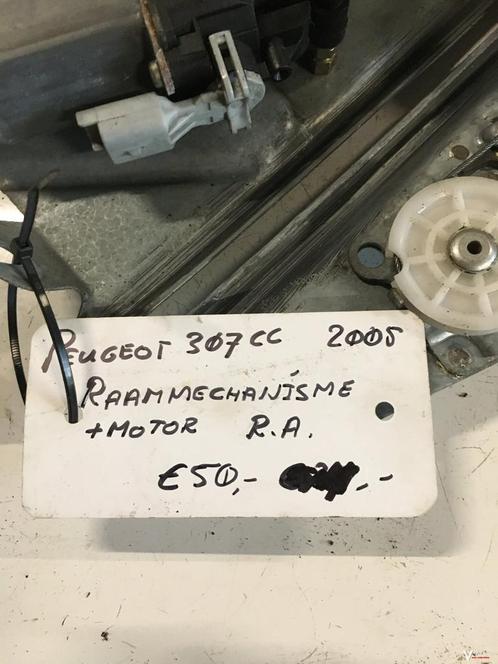 PEUGEOT 307CC 2005
RAAMMECHANISME
+MOTOR R.A.
€50,- ,-